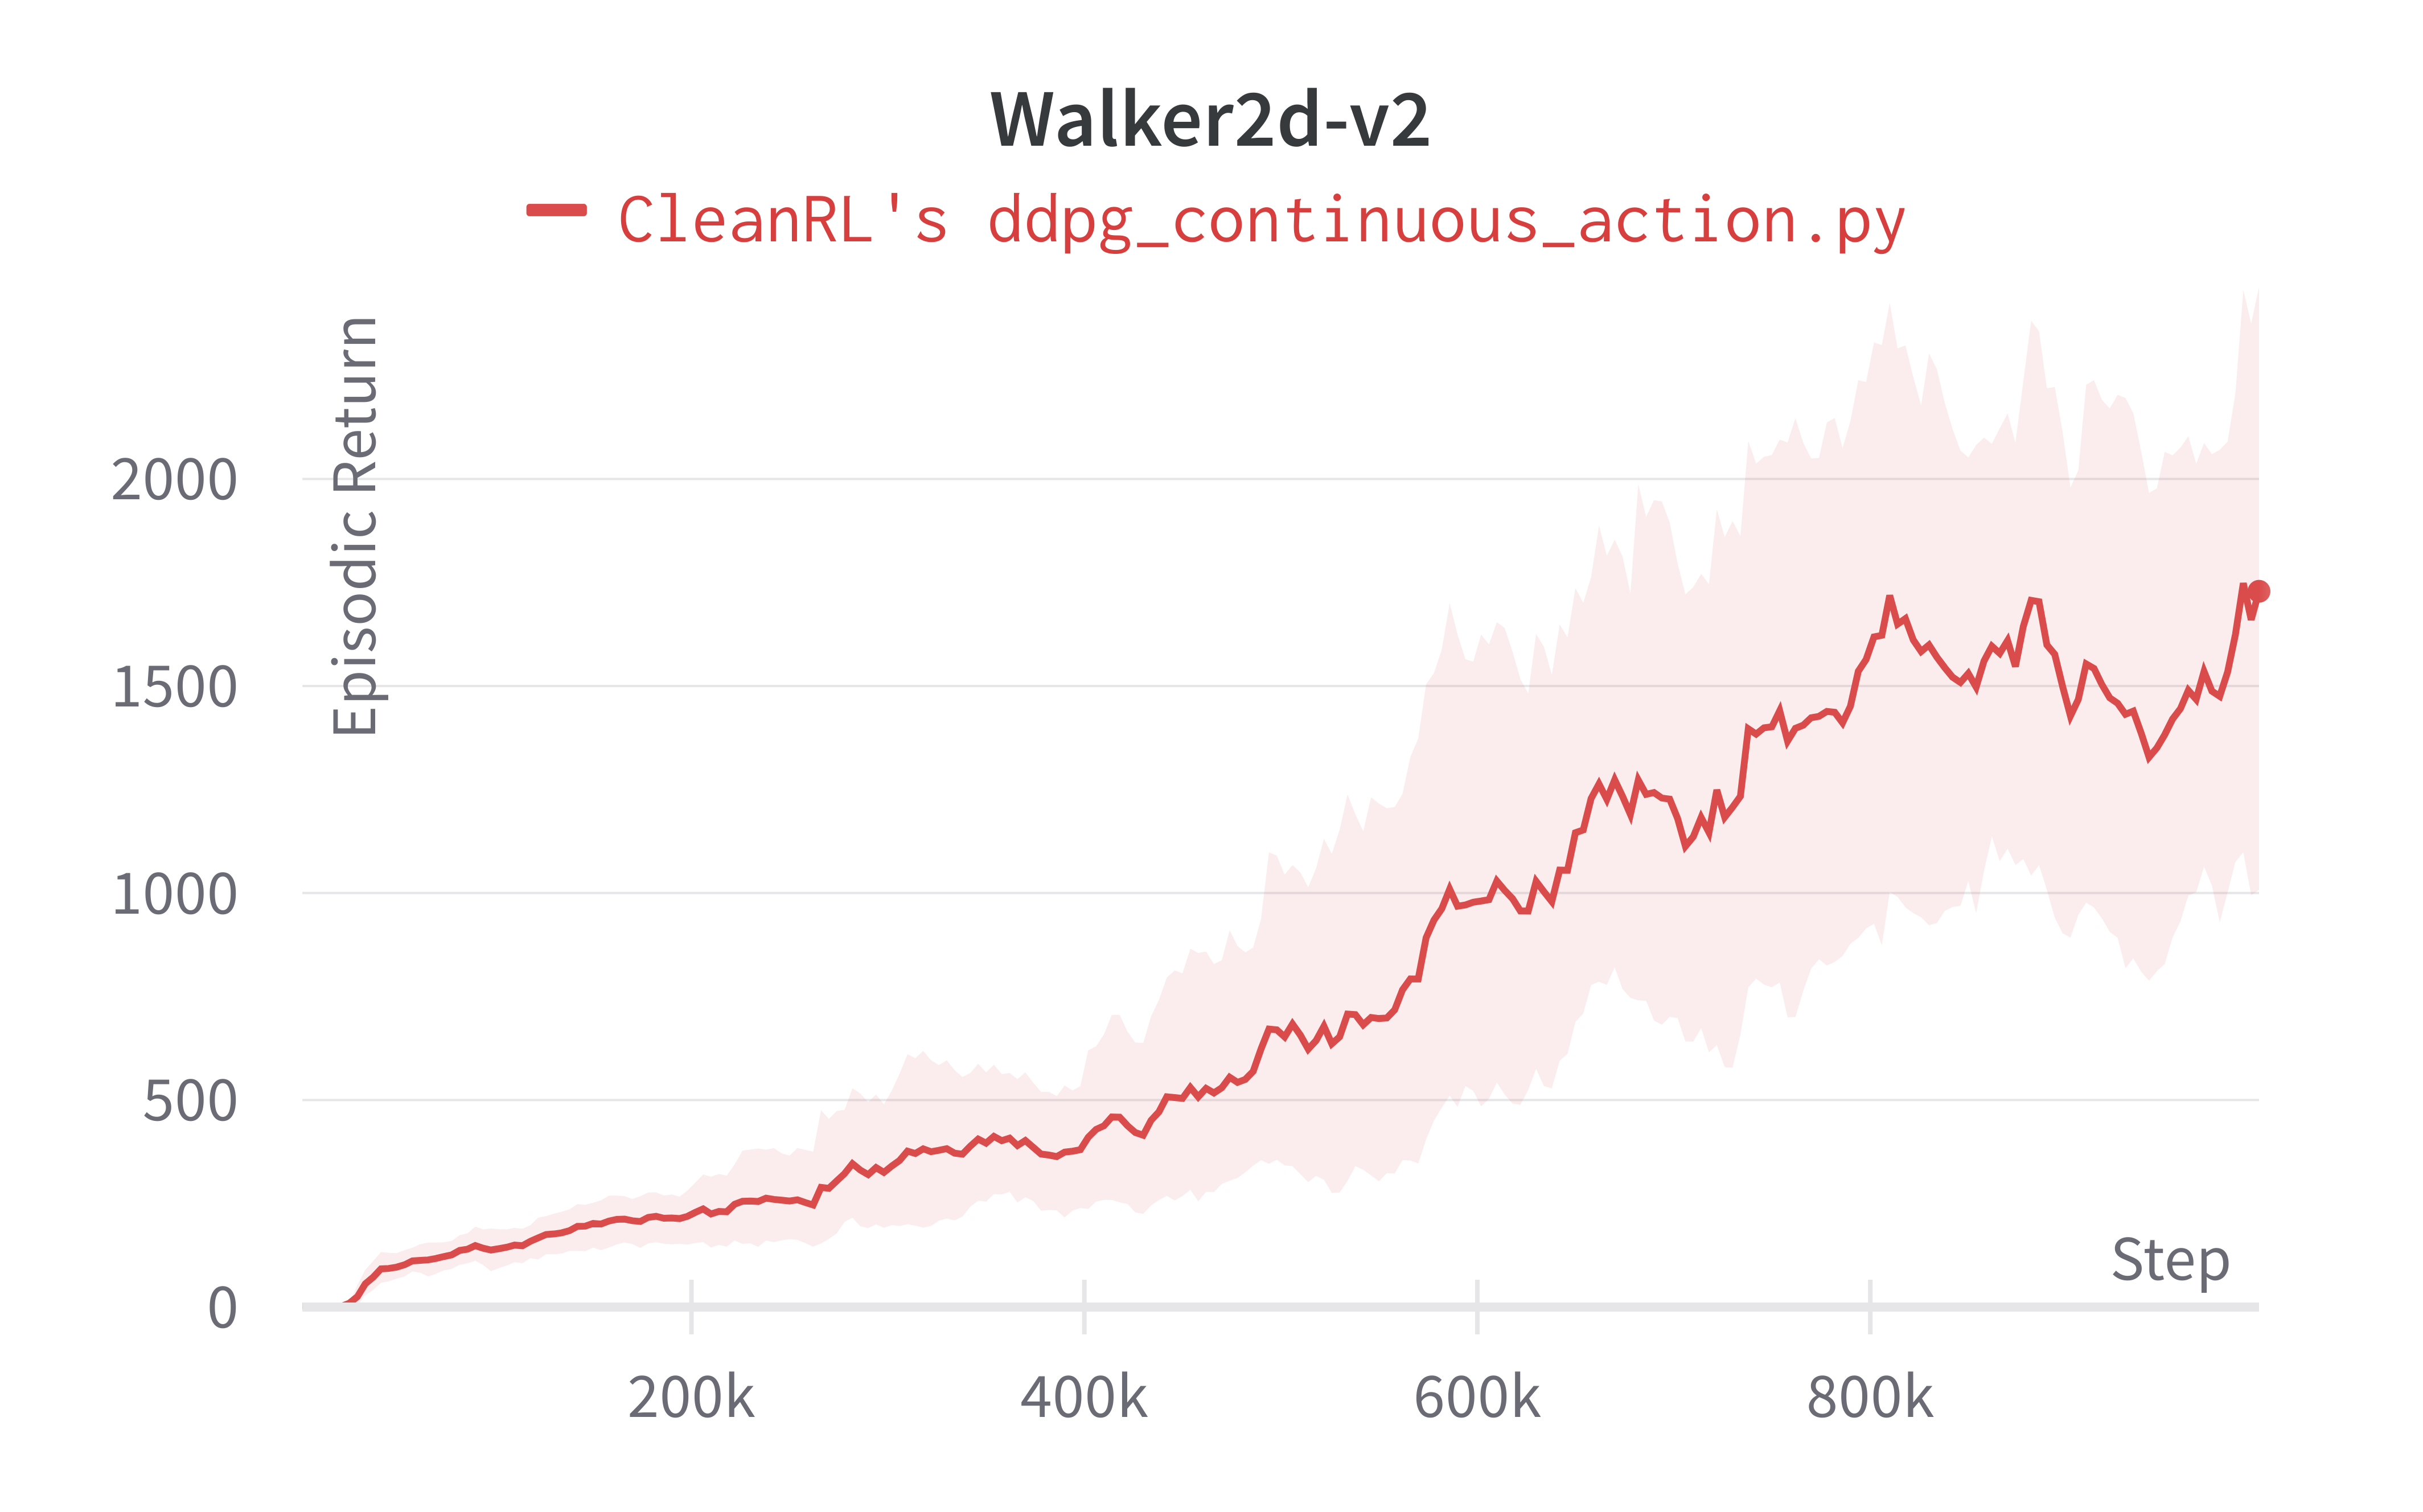 Walker2d-v2
CleanRL's ddpg_continuous_action.py
Episodic Return
2000
1500
1000
500
0
Step
200k
400k
600k
800k